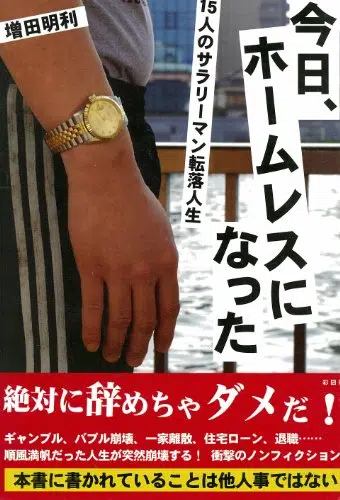 今日、
ホームレスに
なった
15人のサラリーマン転落人生
増田明利
絶対に辞めちゃダメだ！
ギャンブル、バブル崩壊、一家離散、住宅ローン、退職……
順風満帆だった人生が突然崩壊する！ 衝撃のノンフィクション
本書に書かれていることは他人事ではない